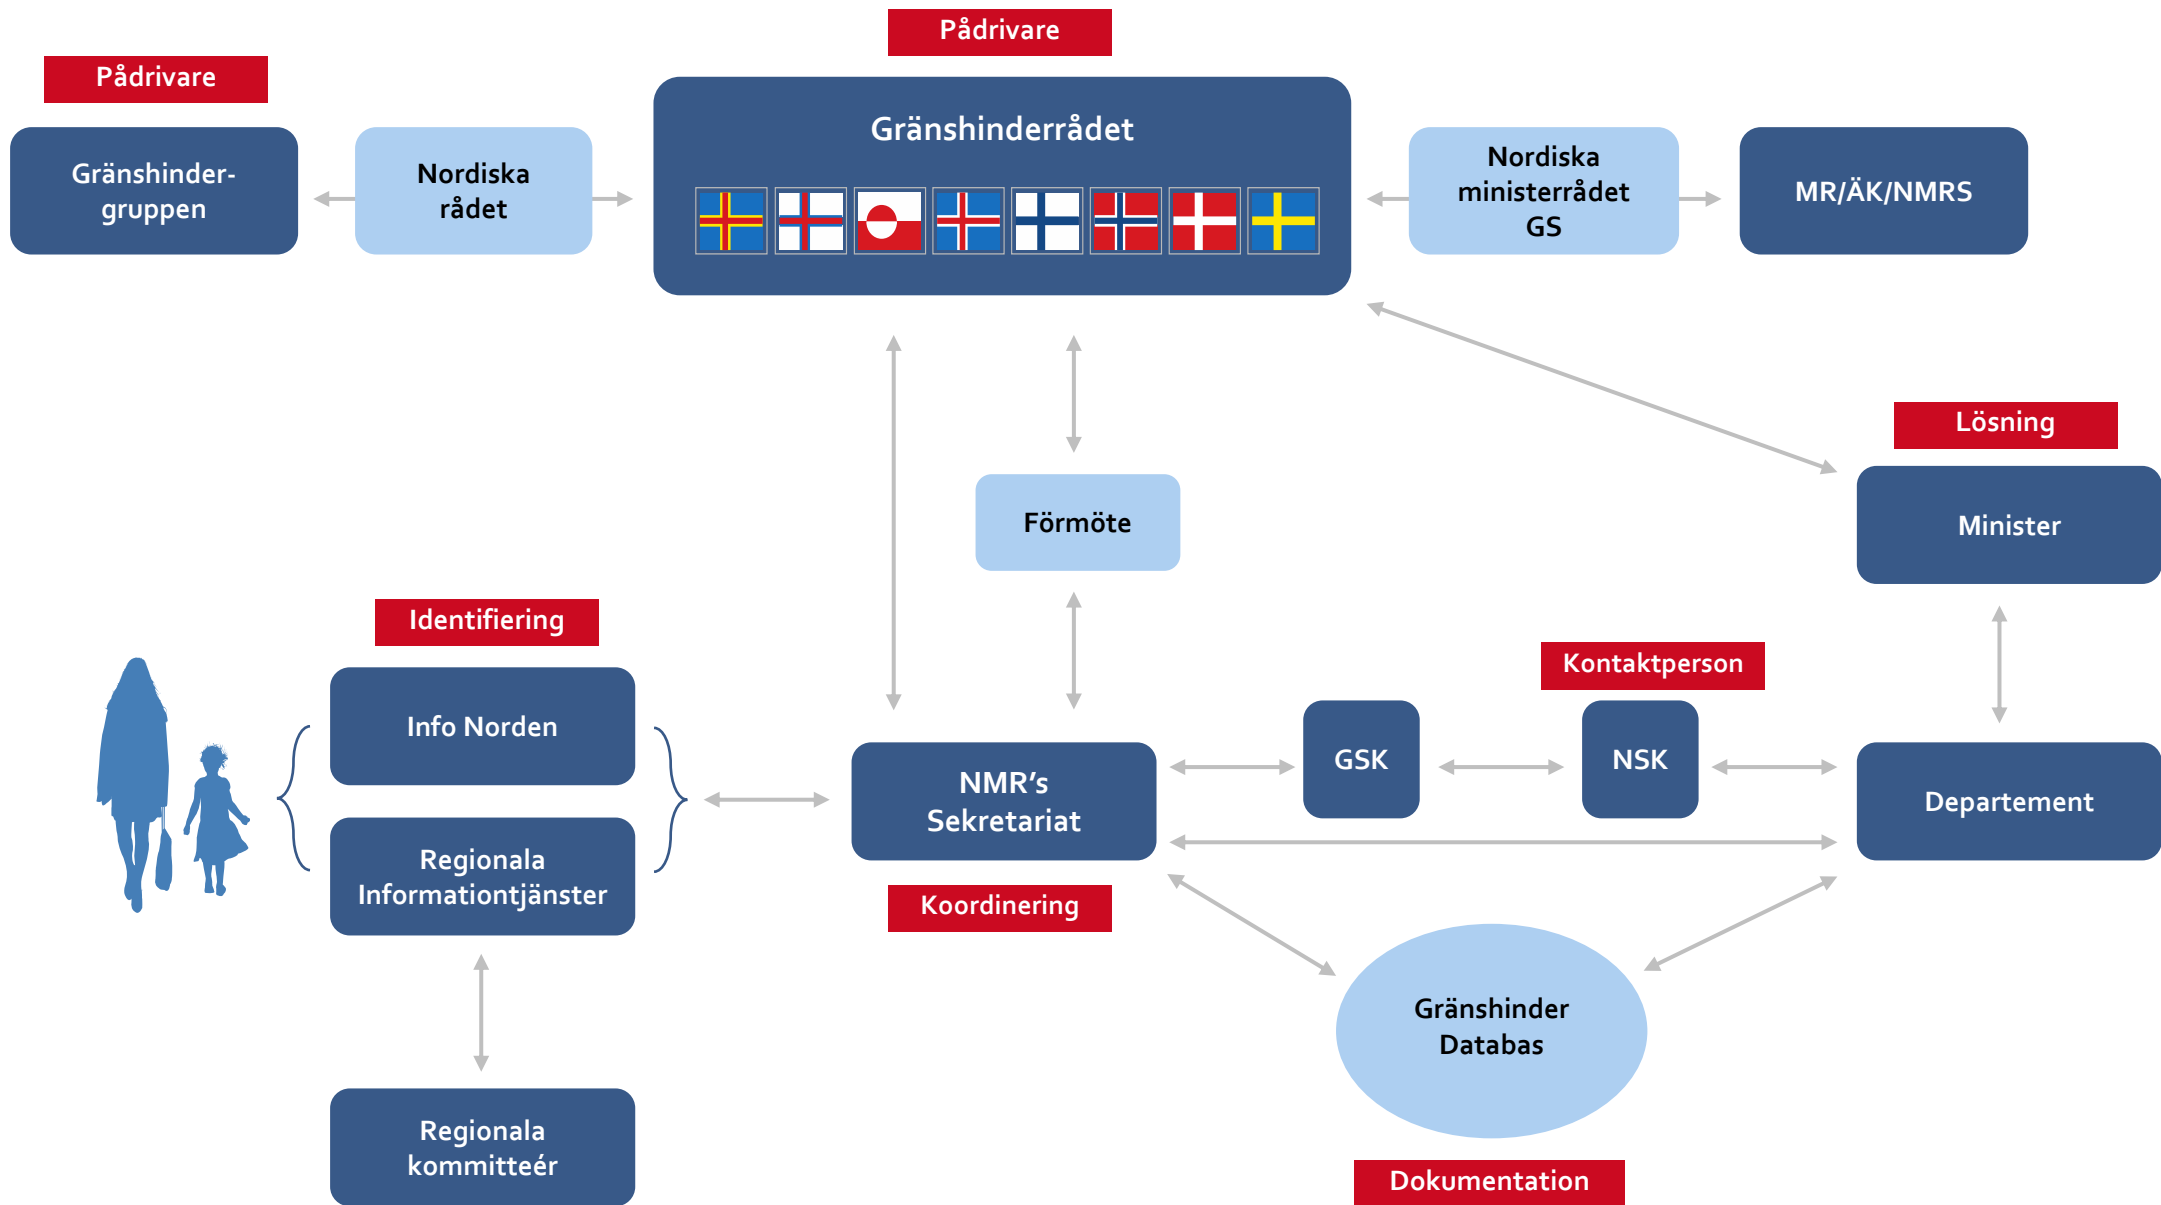 Pådrivare
Pådrivare
Gränshinder-
gruppen
Nordiska
rådet
Gränshinderrådet
Nordiska
ministerrådet
GS
MR/ÄK/NMRS
Lösning
Minister
Förmöte
Identifiering
Info Norden
Regionala
Informationtjänster
Regionala
kommitteér
NMR’s
Sekretariat
Koordinering
GSK
Kontaktperson
NSK
Departement
Gränshinder
Databas
Dokumentation